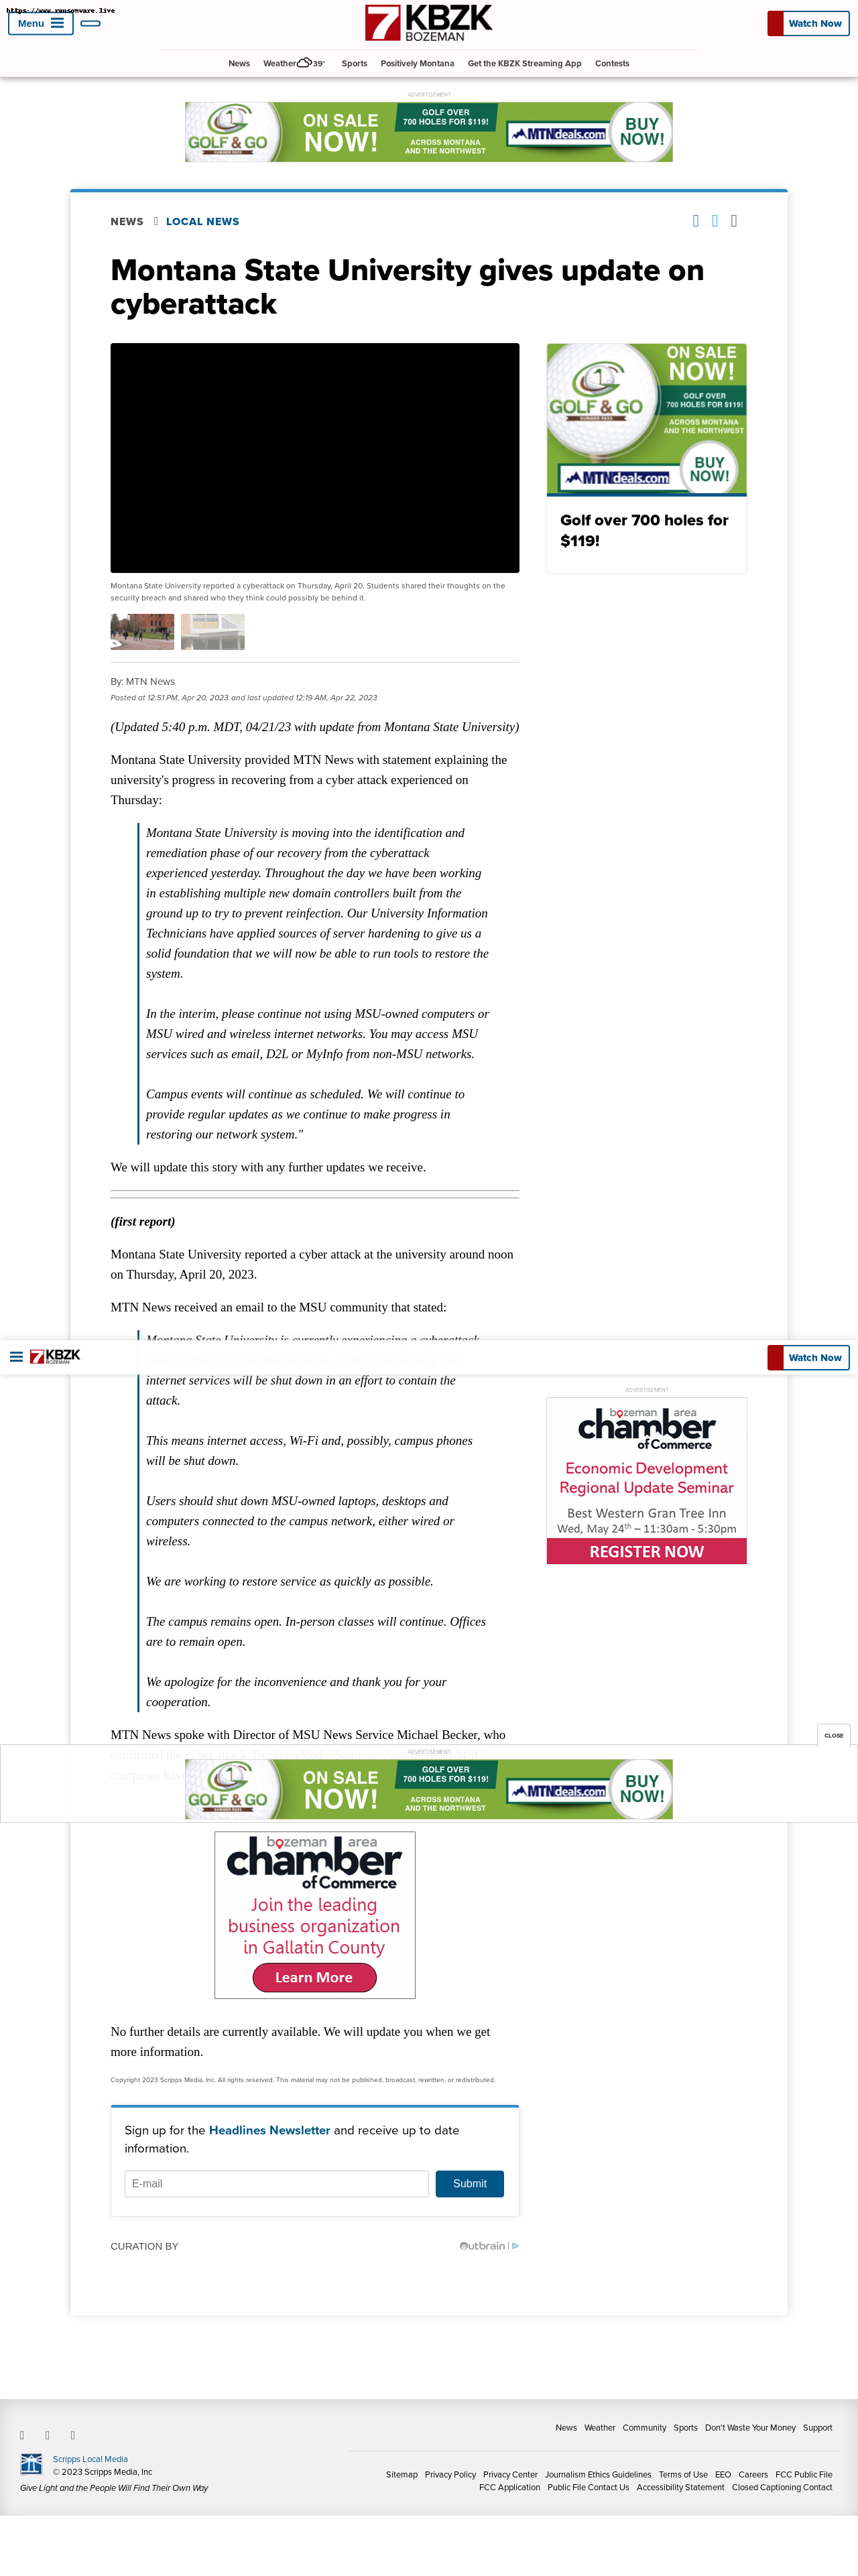 https://www.ransomware.live
Menu
7 KBZK
BOZEMAN
Watch Now
News Weather 39° Sports Positively Montana Get the KBZK Streaming App Contests
ADVERTISEMENT
GOLF & GO
SUMMER PASS
ON SALE
NOW!
GOLF OVER
700 HOLES FOR $119!
ACROSS MONTANA
AND THE NORTHWEST
MTNdeals.com
BUY
NOW!
NEWS LOCAL NEWS
Montana State University gives update on
cyberattack
Montana State University reported a cyberattack on Thursday, April 20. Students shared their thoughts on the
security breach and shared who they think could possibly be behind it.
ON SALE
NOW!
GOLF & GO
SUMMER PASS
GOLF OVER
700 HOLES FOR $119!
ACROSS MONTANA
AND THE NORTHWEST
MTNdeals.com
BUY
NOW!
Golf over 700 holes for
$119!
By: MTN News
Posted at 12:51 PM, Apr 20, 2023 and last updated 12:19 AM, Apr 22, 2023
(Updated 5:40 p.m. MDT, 04/21/23 with update from Montana State University)
Montana State University provided MTN News with statement explaining the
university's progress in recovering from a cyber attack experienced on
Thursday:
Montana State University is moving into the identification and
remediation phase of our recovery from the cyberattack
experienced yesterday. Throughout the day we have been working
in establishing multiple new domain controllers built from the
ground up to try to prevent reinfection. Our University Information
Technicians have applied sources of server hardening to give us a
solid foundation that we will now be able to run tools to restore the
system.
In the interim, please continue not using MSU-owned computers or
MSU wired and wireless internet networks. You may access MSU
services such as email, D2L or MyInfo from non-MSU networks.
Campus events will continue as scheduled. We will continue to
provide regular updates as we continue to make progress in
restoring our network system."
We will update this story with any further updates we receive.
(first report)
Montana State University reported a cyber attack at the university around noon
on Thursday, April 20, 2023.
MTN News received an email to the MSU community that stated:
Montana State University is currently experiencing a cyberattack
7 KBZK
BOZEMAN
Watch Now
internet services will be shut down in an effort to contain the
attack.
This means internet access, Wi-Fi and, possibly, campus phones
will be shut down.
Users should shut down MSU-owned laptops, desktops and
computers connected to the campus network, either wired or
wireless.
We are working to restore service as quickly as possible.
The campus remains open. In-person classes will continue. Offices
are to remain open.
We apologize for the inconvenience and thank you for your
cooperation.
ADVERTISEMENT
bozeman area
chamber
of Commerce
Economic Development
Regional Update Seminar
Best Western Gran Tree Inn
Wed, May 24th – 11:30am - 5:30pm
REGISTER NOW
MTN News spoke with Director of MSU News Service Michael Becker, who
CLOSE
ADVERTISEMENT
GOLF & GO
SUMMER PASS
ON SALE
NOW!
GOLF OVER
700 HOLES FOR $119!
ACROSS MONTANA
AND THE NORTHWEST
MTNdeals.com
BUY
NOW!
bozeman area
chamber
of Commerce
Join the leading
business organization
in Gallatin County
Learn More
No further details are currently available. We will update you when we get
more information.
Copyright 2023 Scripps Media, Inc. All rights reserved. This material may not be published, broadcast, rewritten, or redistributed.
Sign up for the Headlines Newsletter and receive up to date
information.
E-mail
Submit
CURATION BY
Outbrain
News Weather Community Sports Don't Waste Your Money Support
Scripps Local Media
© 2023 Scripps Media, Inc
Give Light and the People Will Find Their Own Way
Sitemap Privacy Policy Privacy Center Journalism Ethics Guidelines Terms of Use EEO Careers FCC Public File
FCC Application Public File Contact Us Accessibility Statement Closed Captioning Contact